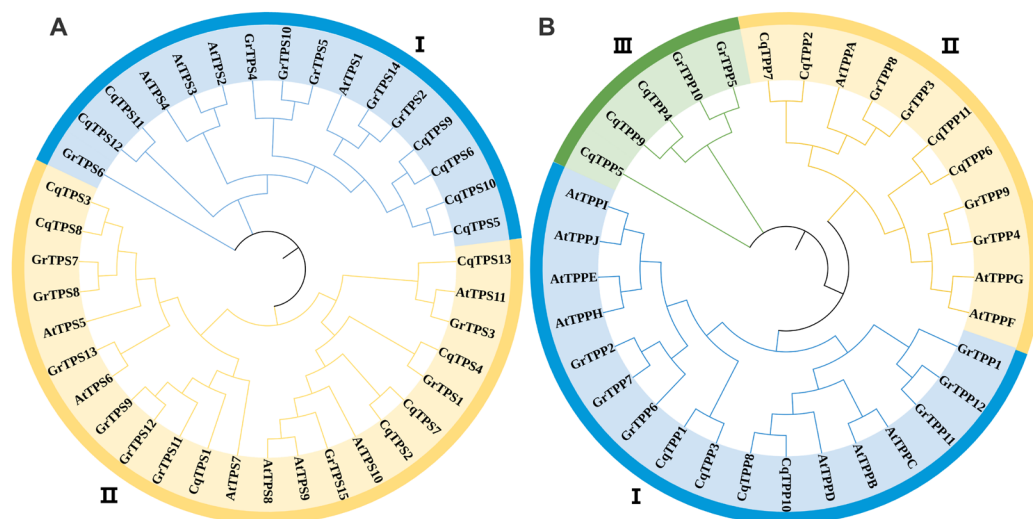 A
I
GrTPS6
CqTPS12
CqTPS11
AtTPS4
AtTPS3
AtTPS2
GrTPS4
GrTPS10
GrTPS5
AtTPS1
GrTPS14
GrTPS2
CqTPS9
CqTPS6
CqTPS10
CqTPS5
CqTPS13
AtTPS11
GrTPS3
CqTPS4
GrTPS1
CqTPS7
CqTPS2
AtTPS10
GrTPS15
AtTPS9
AtTPS8
AtTPS7
CqTPS1
GrTPS11
GrTPS12
GrTPS9
AtTPS6
GrTPS13
AtTPS5
GrTPS8
GrTPS7
CqTPS8
CqTPS3
II
B
III
CqTPP5
CqTPP9
CqTPP4
GrTPP10
GrTPP5
II
CqTPP7
CqTPP2
AtTPPA
GrTPP8
GrTPP3
CqTPP11
CqTPP6
GrTPP9
GrTPP4
AtTPPG
AtTPPF
GrTPP1
GrTPP12
GrTPP11
AtTPPC
AtTPPB
AtTPPD
CqTPP10
CqTPP8
CqTPP3
CqTPP1
GrTPP6
GrTPP7
GrTPP2
AtTPPH
AtTPPE
AtTPPJ
AtTPPI
I